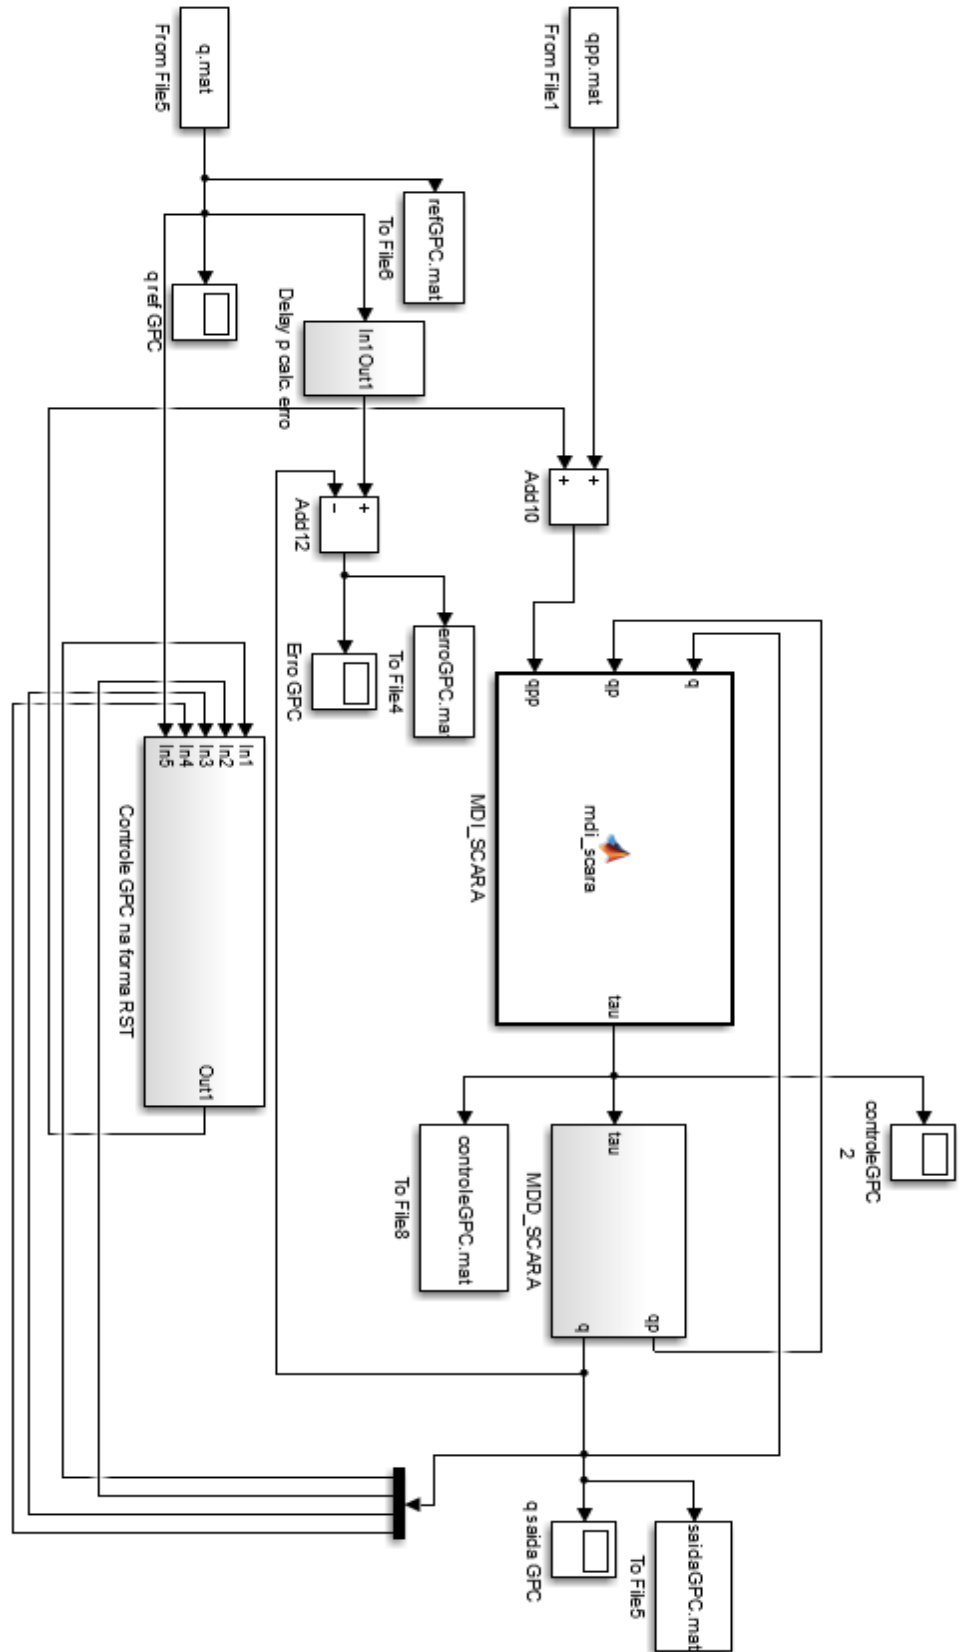 controleGPC
2
saidaGPC.mat
To File5
q
qp
qpp
mdi_scara
tau
MDI_SCARA
tau
qp
q
MDD_SCARA
q saida GPC
qpp.mat
From File1
+
+
Add10
controleGPC.mat
To File8
refGPC.mat
To File6
erroGPC.mat
To File4
In1 Out1
Delay p calc. erro
+
−
Add12
Erro GPC
q.mat
From File5
q ref GPC
In1
In2
In3
In4
In5
Out1
Controle GPC na forma RST